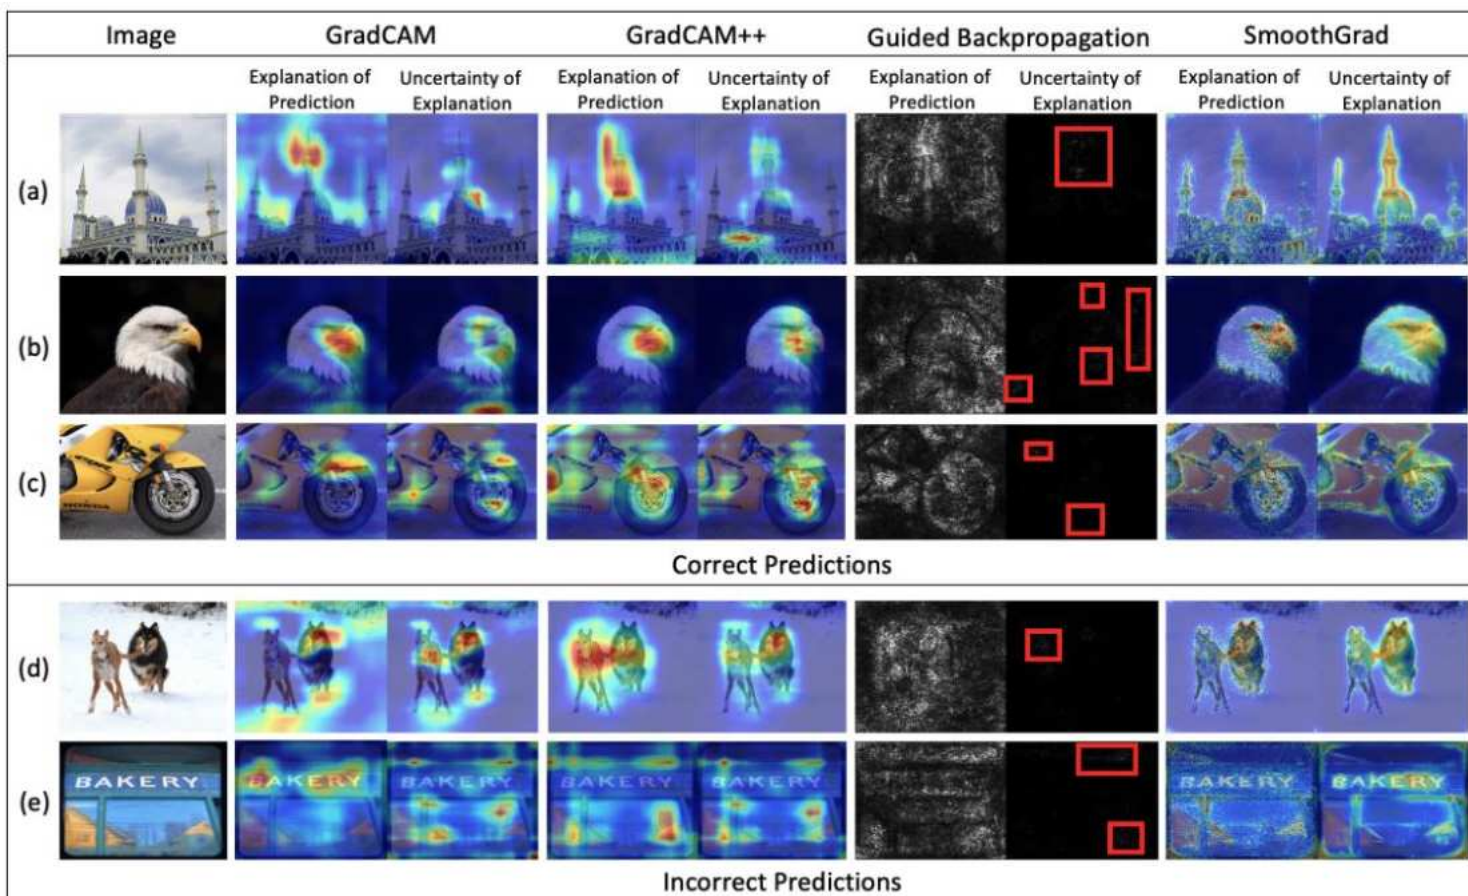 Image GradCAM GradCAM++ Guided Backpropagation SmoothGrad
Explanation of Prediction Uncertainty of Explanation Explanation of Prediction Uncertainty of Explanation Explanation of Prediction Uncertainty of Explanation Explanation of Prediction Uncertainty of Explanation
(a)
(b)
(c)
HONDA
Correct Predictions
(d)
(e)
BAKERY BAKERY BAKERY BAKERY BAKERY BAKERY BAKERY
Incorrect Predictions